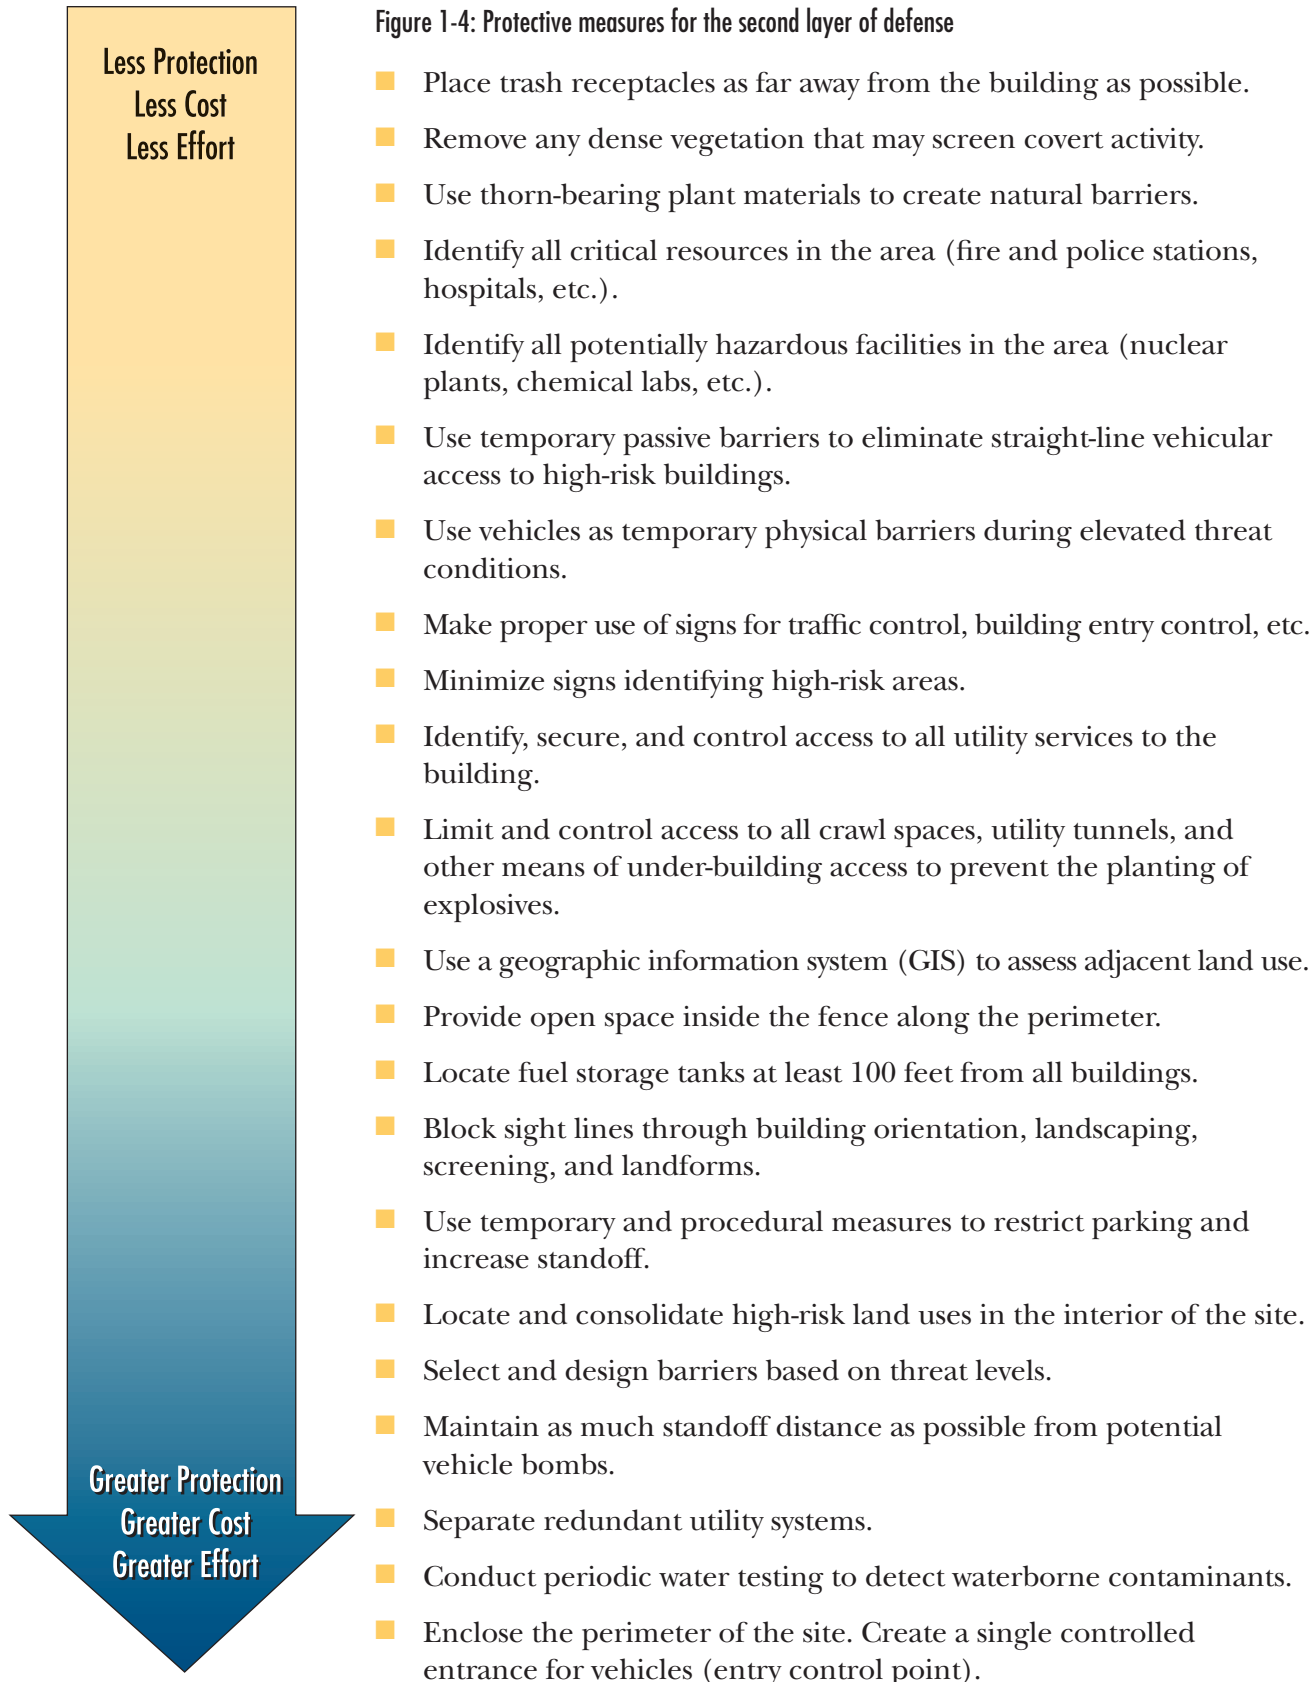 Less Protection
Less Cost
Less Effort
Greater Protection
Greater Cost
Greater Effort
Figure 1-4: Protective measures for the second layer of defense
■ Place trash receptacles as far away from the building as possible.
■ Remove any dense vegetation that may screen covert activity.
■ Use thorn-bearing plant materials to create natural barriers.
■ Identify all critical resources in the area (fire and police stations,
hospitals, etc.).
■ Identify all potentially hazardous facilities in the area (nuclear
plants, chemical labs, etc.).
■ Use temporary passive barriers to eliminate straight-line vehicular
access to high-risk buildings.
■ Use vehicles as temporary physical barriers during elevated threat
conditions.
■ Make proper use of signs for traffic control, building entry control, etc.
■ Minimize signs identifying high-risk areas.
■ Identify, secure, and control access to all utility services to the
building.
■ Limit and control access to all crawl spaces, utility tunnels, and
other means of under-building access to prevent the planting of
explosives.
■ Use a geographic information system (GIS) to assess adjacent land use.
■ Provide open space inside the fence along the perimeter.
■ Locate fuel storage tanks at least 100 feet from all buildings.
■ Block sight lines through building orientation, landscaping,
screening, and landforms.
■ Use temporary and procedural measures to restrict parking and
increase standoff.
■ Locate and consolidate high-risk land uses in the interior of the site.
■ Select and design barriers based on threat levels.
■ Maintain as much standoff distance as possible from potential
vehicle bombs.
■ Separate redundant utility systems.
■ Conduct periodic water testing to detect waterborne contaminants.
■ Enclose the perimeter of the site. Create a single controlled
entrance for vehicles (entry control point).